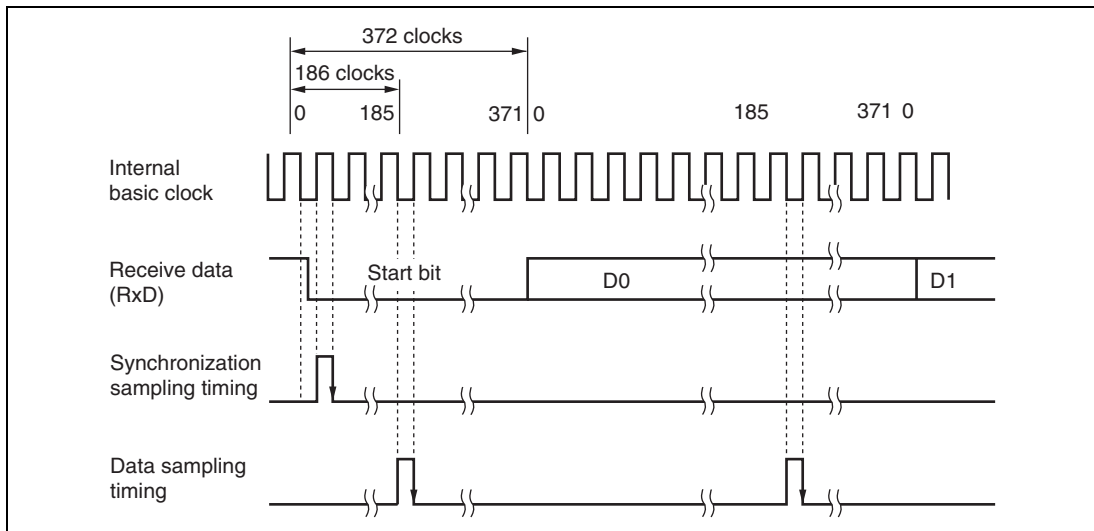 372 clocks
186 clocks
0 185 371 0 185 371 0
Internal
basic clock
Receive data
(RxD)
Start bit D0 D1
Synchronization
sampling timing
Data sampling
timing